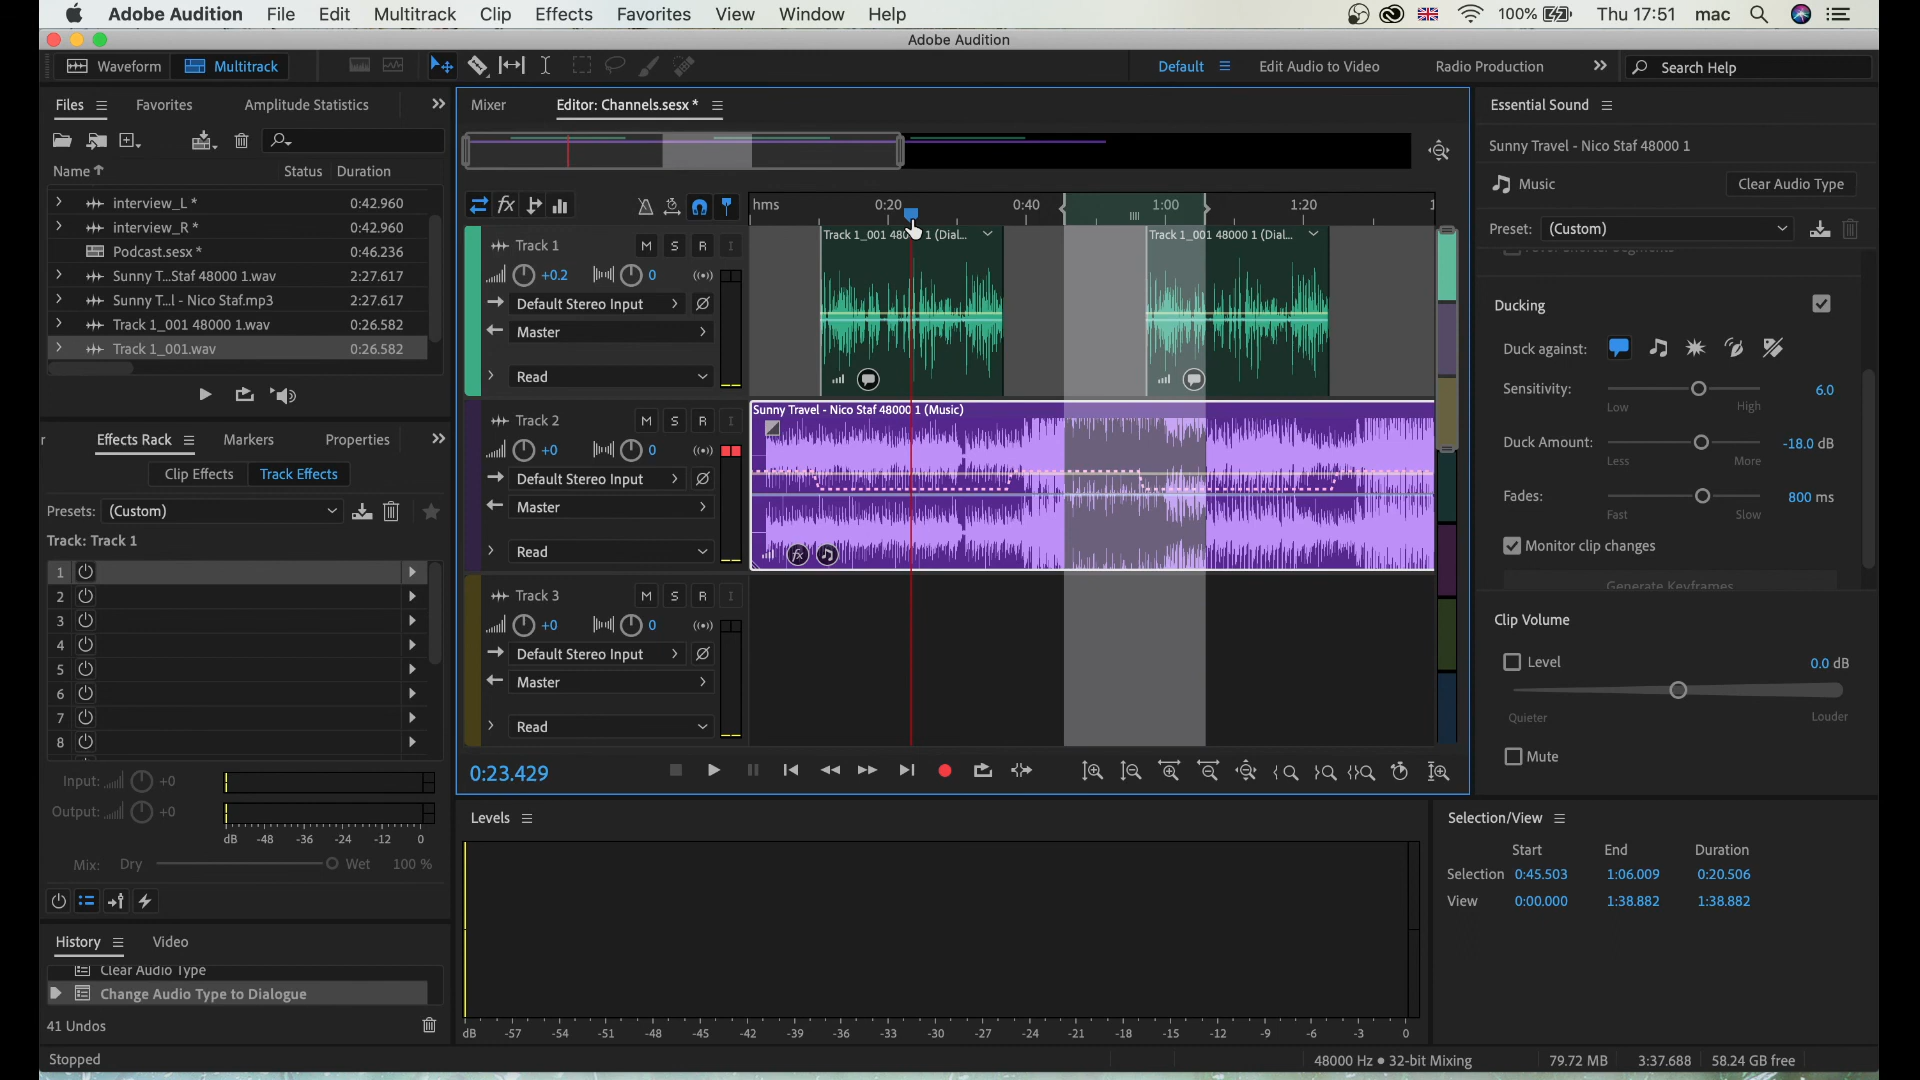 Adobe Audition File Edit Multitrack Clip Effects Favorites View Window Help 100% Thu 17:51 mac
Adobe Audition
Waveform Multitrack Default Edit Audio to Video Radio Production Search Help
Files Favorites Amplitude Statistics
Name Status Duration
interview_L * 0:42.960
interview_R * 0:42.960
Podcast.sesx * 0:46.236
Sunny T...Staf 48000 1.wav 2:27.617
Sunny T...l - Nico Staf.mp3 2:27.617
Track 1_001 48000 1.wav 0:26.582
Track 1_001.wav 0:26.582
Effects Rack Markers Properties
Clip Effects Track Effects
Presets: (Custom)
Track: Track 1
1
2
3
4
5
6
7
8
Input: +0
Output: +0
dB -48 -36 -24 -12 0
Mix: Dry Wet 100 %
History Video
Clear Audio Type
Change Audio Type to Dialogue
41 Undos
Stopped
Mixer Editor: Channels.sesx *
hms 0:20 0:40 1:00 1:20
Track 1 M S R I
+0.2 0
Default Stereo Input
Master
Read
Track 1_001 48000 1 (Dial...
Track 1_001 48000 1 (Dial...
Track 2 M S R I
+0 0
Default Stereo Input
Master
Read
Sunny Travel - Nico Staf 48000 1 (Music)
fx
Track 3 M S R I
+0 0
Default Stereo Input
Master
Read
0:23.429
Levels
dB -57 -54 -51 -48 -45 -42 -39 -36 -33 -30 -27 -24 -21 -18 -15 -12 -9 -6 -3 0
Essential Sound
Sunny Travel - Nico Staf 48000 1
Music Clear Audio Type
Preset: (Custom)
Ducking
Duck against:
Sensitivity: 6.0
Low High
Duck Amount: -18.0 dB
Less More
Fades: 800 ms
Fast Slow
Monitor clip changes
Generate Keyframes
Clip Volume
Level 0.0 dB
Quieter Louder
Mute
Selection/View
Start End Duration
Selection 0:45.503 1:06.009 0:20.506
View 0:00.000 1:38.882 1:38.882
48000 Hz • 32-bit Mixing 79.72 MB 3:37.688 58.24 GB free